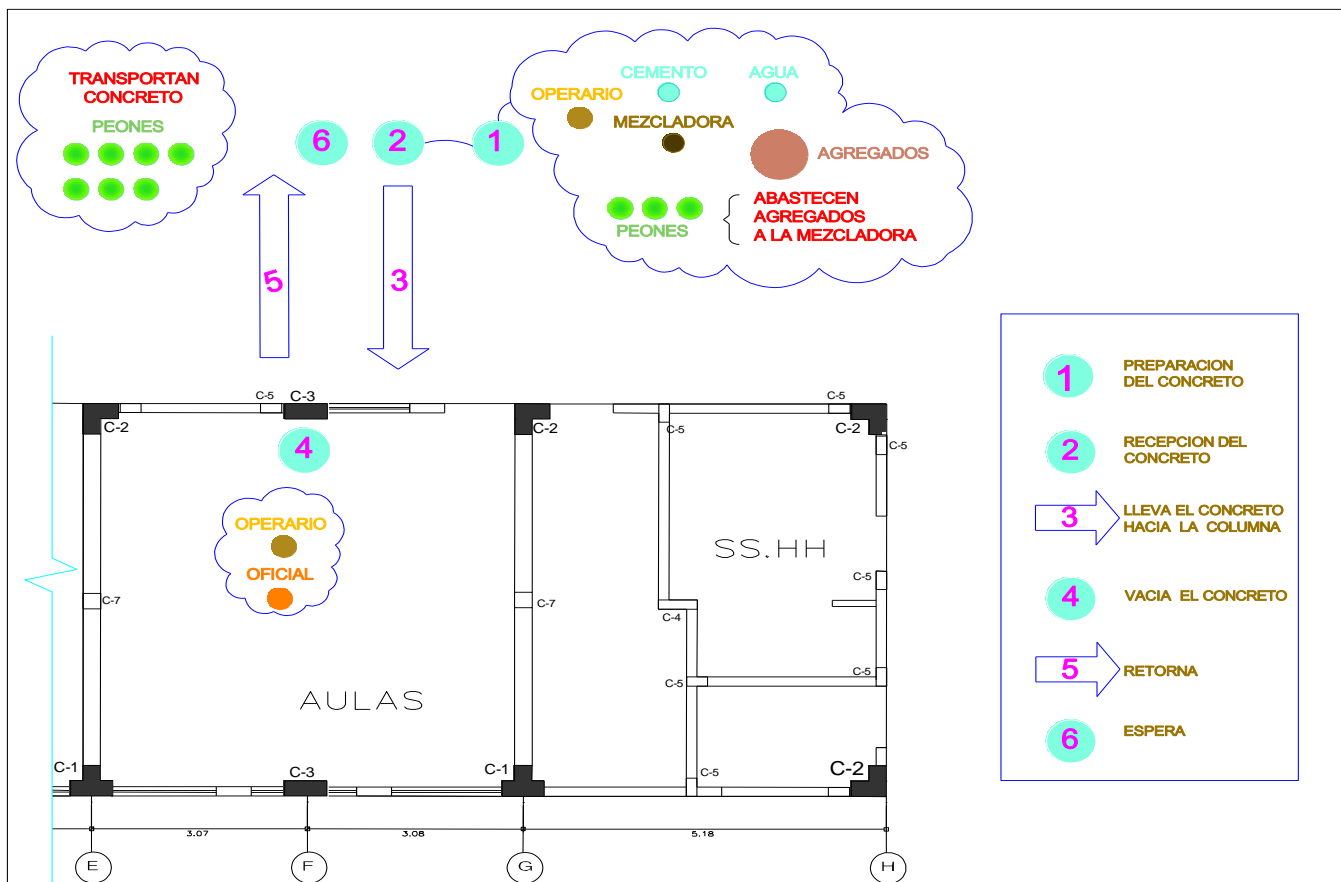 TRANSPORTAN
CONCRETO
PEONES
6
2
1
CEMENTO
AGUA
OPERARIO
MEZCLADORA
AGREGADOS
ABASTECEN
AGREGADOS
A LA MEZCLADORA
PEONES
5
3
1
PREPARACION
DEL CONCRETO
2
RECEPCION DEL
CONCRETO
3
LLEVA EL CONCRETO
HACIA LA COLUMNA
4
VACIA EL CONCRETO
5
RETORNA
6
ESPERA
C-5
C-3
C-5
C-2
C-2
C-5
C-2
C-5
4
OPERARIO
OFICIAL
SS.HH
C-7
C-7
C-5
C-4
C-5
C-5
AULAS
C-1
C-3
C-1
C-5
C-2
3.07
3.08
5.18
E
F
G
H